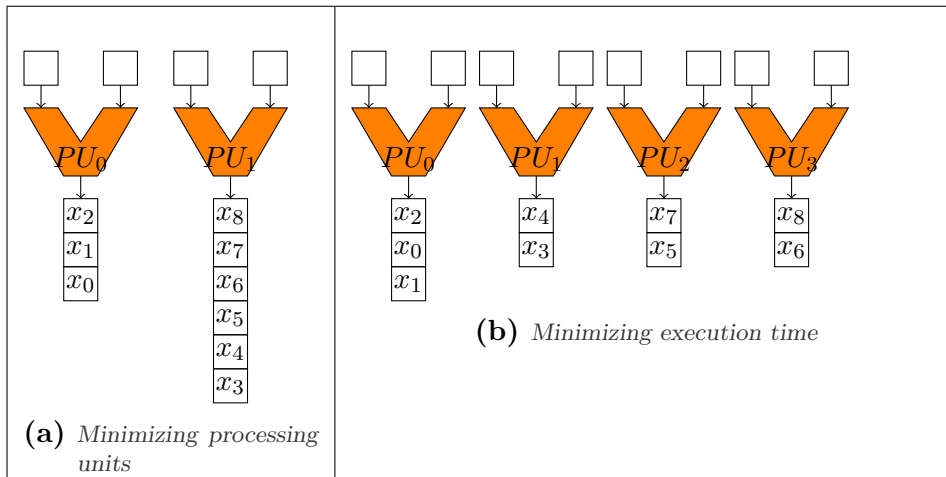 PU₀ PU₁
x₂ x₈
x₁ x₇
x₀ x₆
x₅
x₄
x₃
(a) Minimizing processing
units
PU₀ PU₁ PU₂ PU₃
x₂ x₄ x₇ x₈
x₀ x₃ x₅ x₆
x₁
(b) Minimizing execution time